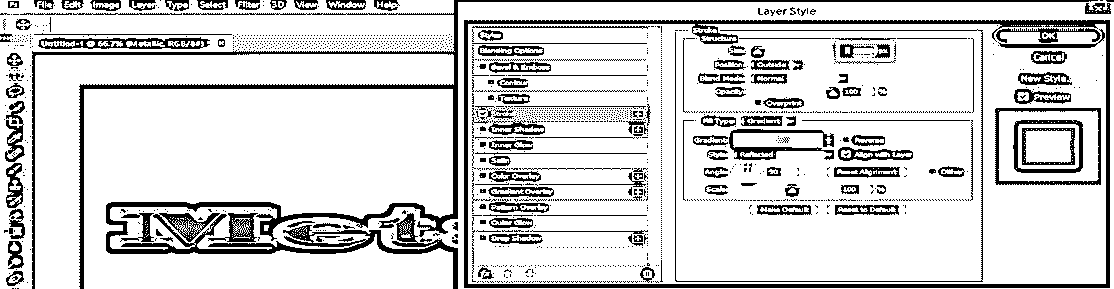 Ps File Edit Image Layer Type Select Filter 3D View Window Help
Layer Style
Untitled-1 @ 66.7% (Metallic, RGB/8#)
Styles
Blending Options
Bevel & Emboss
Contour
Texture
Inner Shadow
Inner Glow
Satin
Color Overlay
Gradient Overlay
Pattern Overlay
Outer Glow
Drop Shadow
Stroke
Structure
Size:
Position: Outside
Blend Mode: Normal
Opacity: 100 %
Overprint
Fill Type: Gradient
Gradient: Reverse
Style: Reflected Align with Layer
Angle: 90 Reset Alignment Dither
Scale: 100 %
Make Default Reset to Default
OK
Cancel
New Style...
Preview
Meta